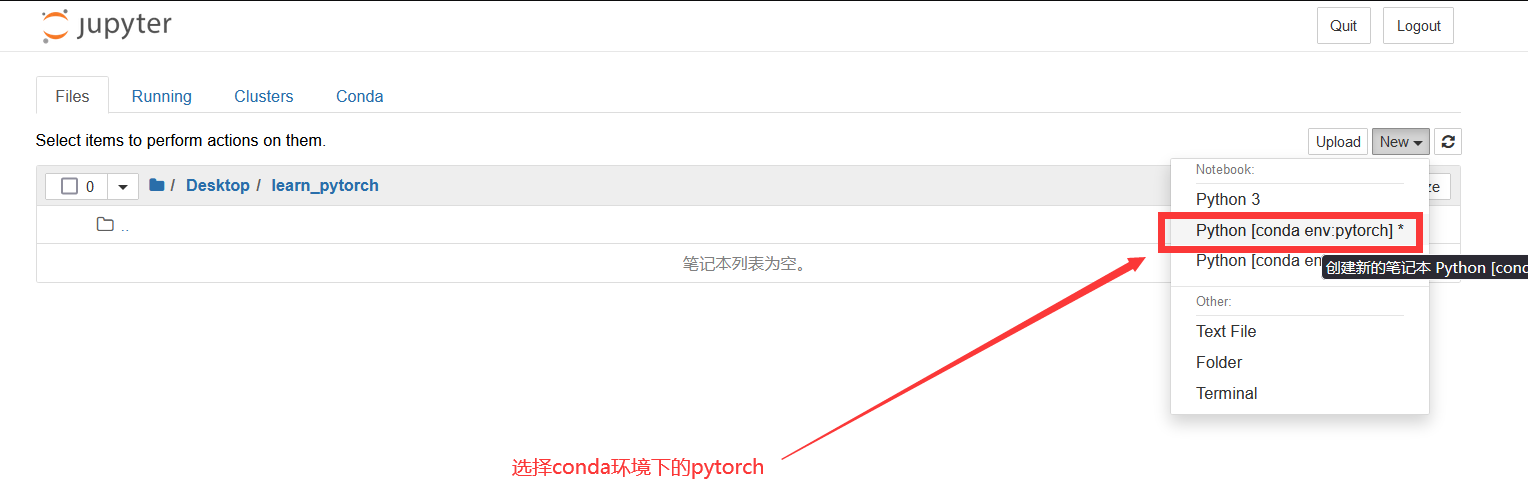 jupyter
Quit
Logout
Files
Running
Clusters
Conda
Select items to perform actions on them.
Upload
New
0
/ Desktop / learn_pytorch
Notebook:
Python 3
Python [conda env:pytorch] *
Python [conda
创建新的笔记本 Python [conc
..
笔记本列表为空。
Other:
Text File
Folder
Terminal
选择conda环境下的pytorch